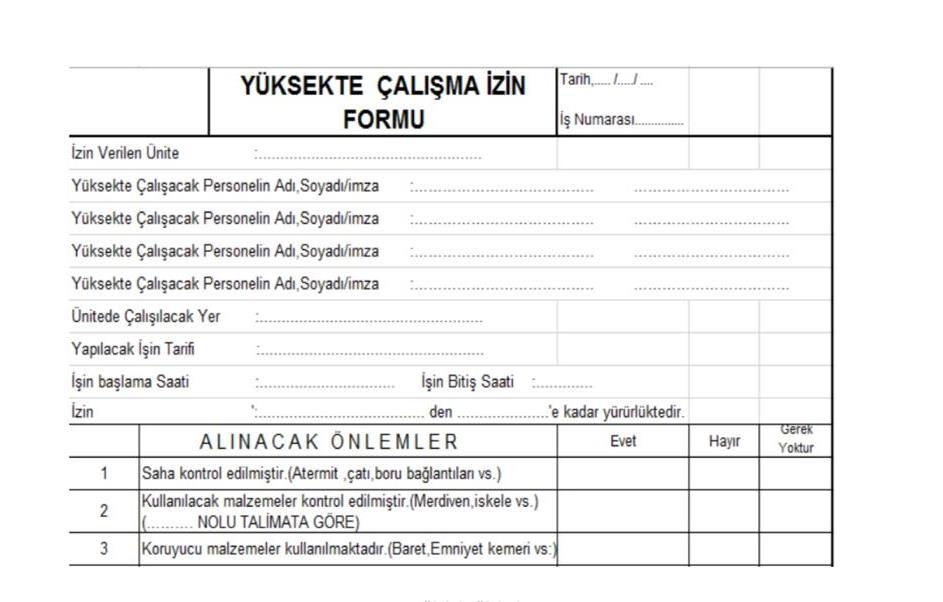 YÜKSEKTE ÇALIŞMA İZİN
FORMU
Tarih,..... /...../ ....
İş Numarası..............
İzin Verilen Ünite :......................................................
Yüksekte Çalışacak Personelin Adı,Soyadı/imza :........................................... .....................................
Yüksekte Çalışacak Personelin Adı,Soyadı/imza :........................................... .....................................
Yüksekte Çalışacak Personelin Adı,Soyadı/imza :........................................... .....................................
Yüksekte Çalışacak Personelin Adı,Soyadı/imza :........................................... .....................................
Ünitede Çalışılacak Yer :......................................................
Yapılacak İşin Tarifi :......................................................
İşin başlama Saati :................................ İşin Bitiş Saati :.............
İzin ':........................................ den ......................'e kadar yürürlüktedir.
ALINACAK ÖNLEMLER Evet Hayır Gerek
Yoktur
1 Saha kontrol edilmiştir.(Atermit ,çatı,boru bağlantıları vs.)
2 Kullanılacak malzemeler kontrol edilmiştir.(Merdiven,iskele vs.)
(.......... NOLU TALİMATA GÖRE)
3 Koruyucu malzemeler kullanılmaktadır.(Baret,Emniyet kemeri vs:)